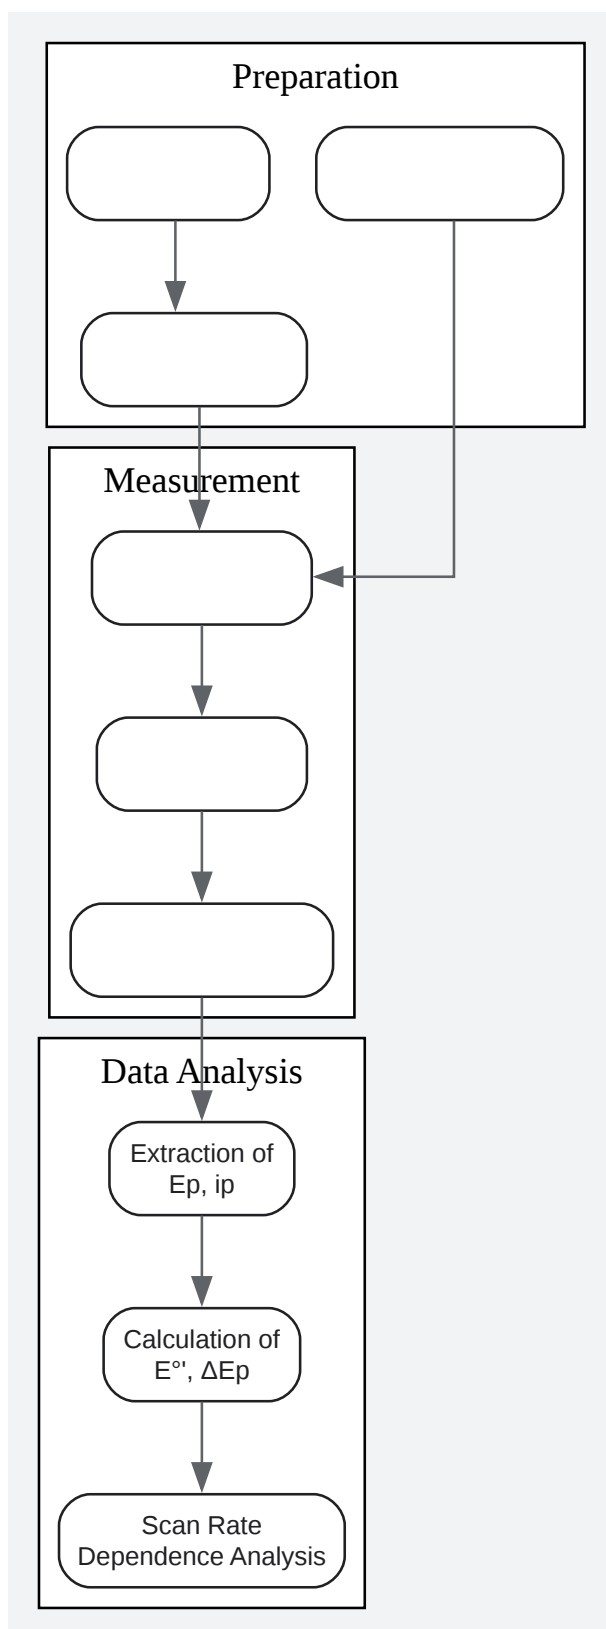 Preparation
Measurement
Data Analysis
Extraction of
Ep, ip
Calculation of
E°', ΔEp
Scan Rate
Dependence Analysis